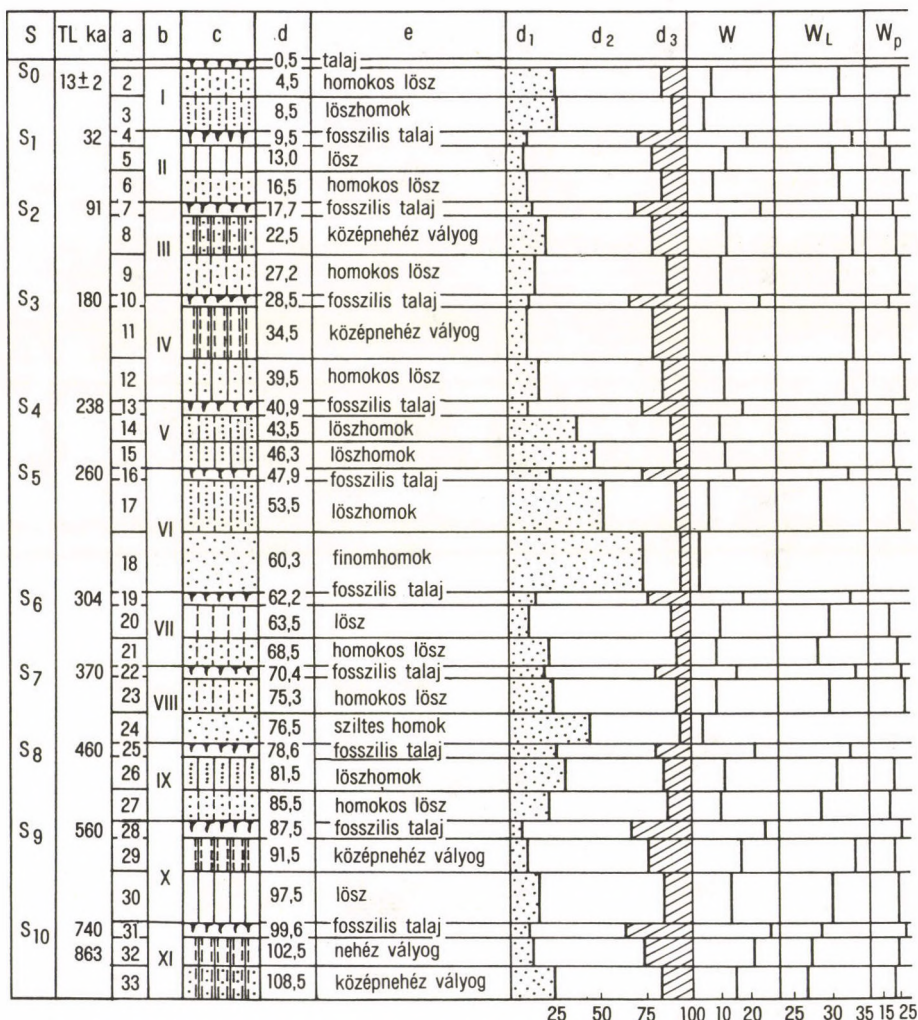 S TL ka a b c d e d1 d2 d3 W WL Wp
S0 0,5 talaj
13±2 2 I 4,5 homokos lösz
3 8,5 löszhomok
S1 32 4 9,5 fosszilis talaj
5 II 13,0 lösz
6 16,5 homokos lösz
S2 91 7 17,7 fosszilis talaj
8 III 22,5 középnehéz vályog
9 27,2 homokos lösz
S3 180 10 28,5 fosszilis talaj
11 IV 34,5 középnehéz vályog
12 39,5 homokos lösz
S4 238 13 40,9 fosszilis talaj
14 V 43,5 löszhomok
15 46,3 löszhomok
S5 260 16 47,9 fosszilis talaj
17 VI 53,5 löszhomok
18 60,3 finomhomok
S6 304 19 62,2 fosszilis talaj
20 VII 63,5 lösz
21 68,5 homokos lösz
S7 370 22 70,4 fosszilis talaj
23 VIII 75,3 homokos lösz
24 76,5 sziltes homok
S8 460 25 78,6 fosszilis talaj
26 IX 81,5 löszhomok
27 85,5 homokos lösz
S9 560 28 87,5 fosszilis talaj
29 X 91,5 középnehéz vályog
30 97,5 lösz
S10 740 31 99,6 fosszilis talaj
863 32 XI 102,5 nehéz vályog
33 108,5 középnehéz vályog
25 50 75 100 10 20 25 30 35 15 25